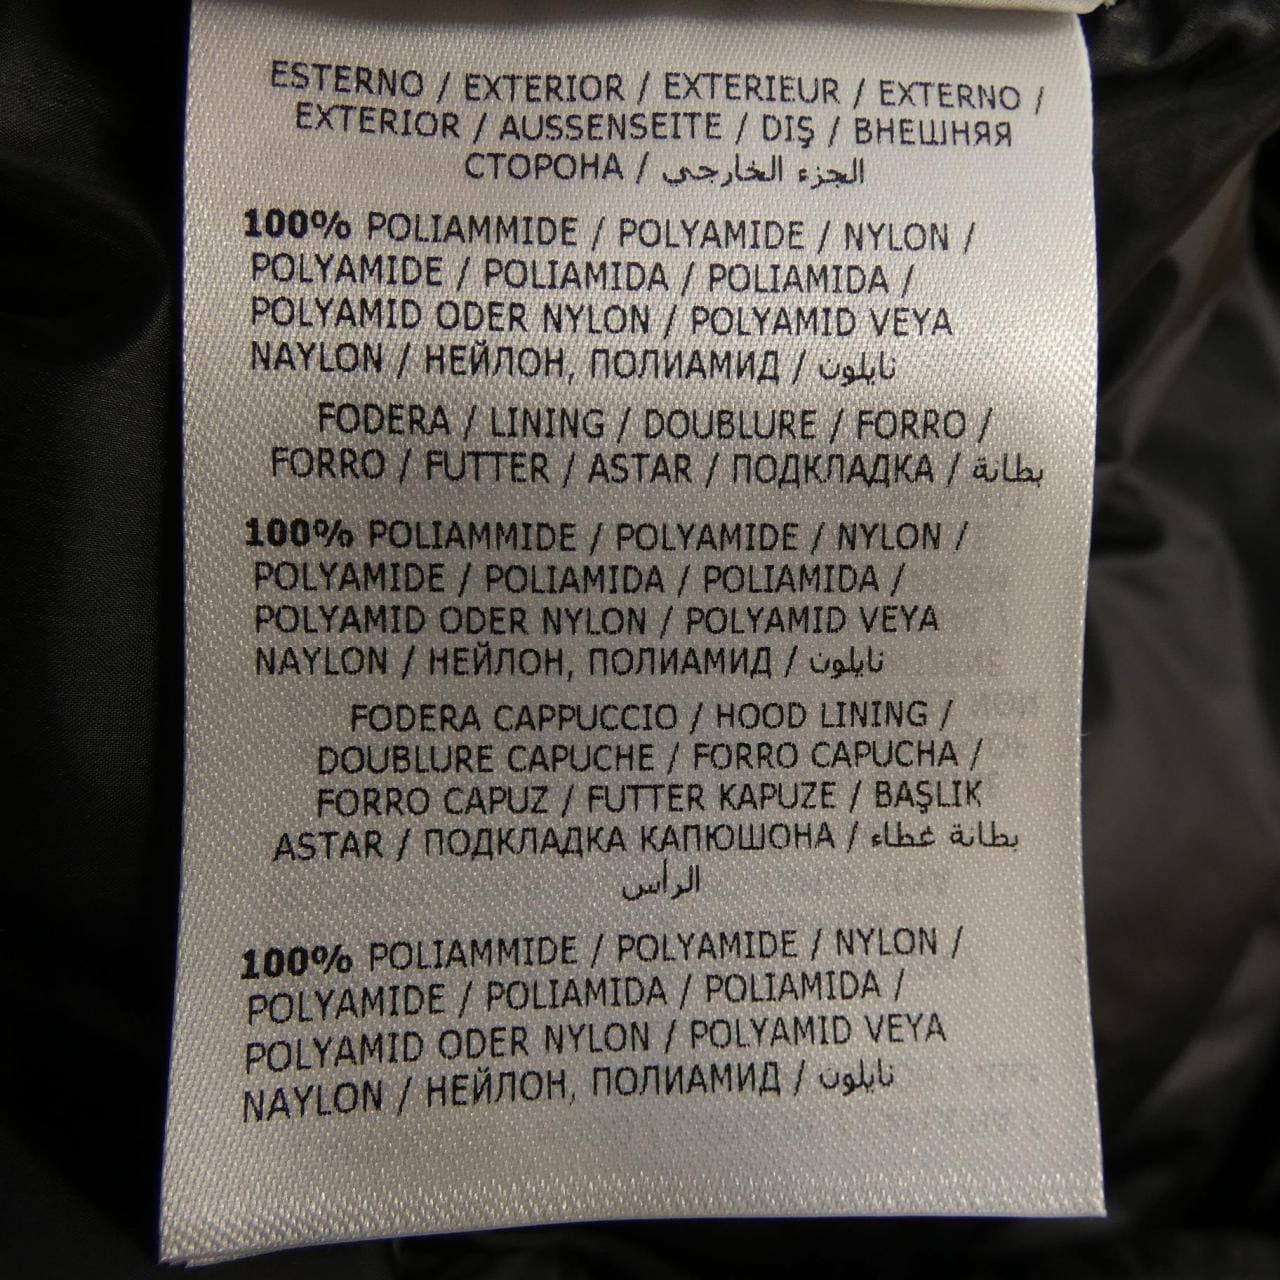 ESTERNO / EXTERIOR / EXTERIEUR / EXTERNO /
EXTERIOR / AUSSENSEITE / DIŞ / ВНЕШНЯЯ
СТОРОНА / الجزء الخارجي
100% POLIAMMIDE / POLYAMIDE / NYLON /
POLYAMIDE / POLIAMIDA / POLIAMIDA /
POLYAMID ODER NYLON / POLYAMID VEYA
NAYLON / НЕЙЛОН, ПОЛИАМИД / نايلون
FODERA / LINING / DOUBLURE / FORRO /
FORRO / FUTTER / ASTAR / ПОДКЛАДКА / بطانة
100% POLIAMMIDE / POLYAMIDE / NYLON /
POLYAMIDE / POLIAMIDA / POLIAMIDA /
POLYAMID ODER NYLON / POLYAMID VEYA
NAYLON / НЕЙЛОН, ПОЛИАМИД / نايلون
FODERA CAPPUCCIO / HOOD LINING /
DOUBLURE CAPUCHE / FORRO CAPUCHA /
FORRO CAPUZ / FUTTER KAPUZE / BAŞLIK
ASTAR / ПОДКЛАДКА КАПЮШОНА / بطانة غطاء
الرأس
100% POLIAMMIDE / POLYAMIDE / NYLON /
POLYAMIDE / POLIAMIDA / POLIAMIDA /
POLYAMID ODER NYLON / POLYAMID VEYA
NAYLON / НЕЙЛОН, ПОЛИАМИД / نايلون